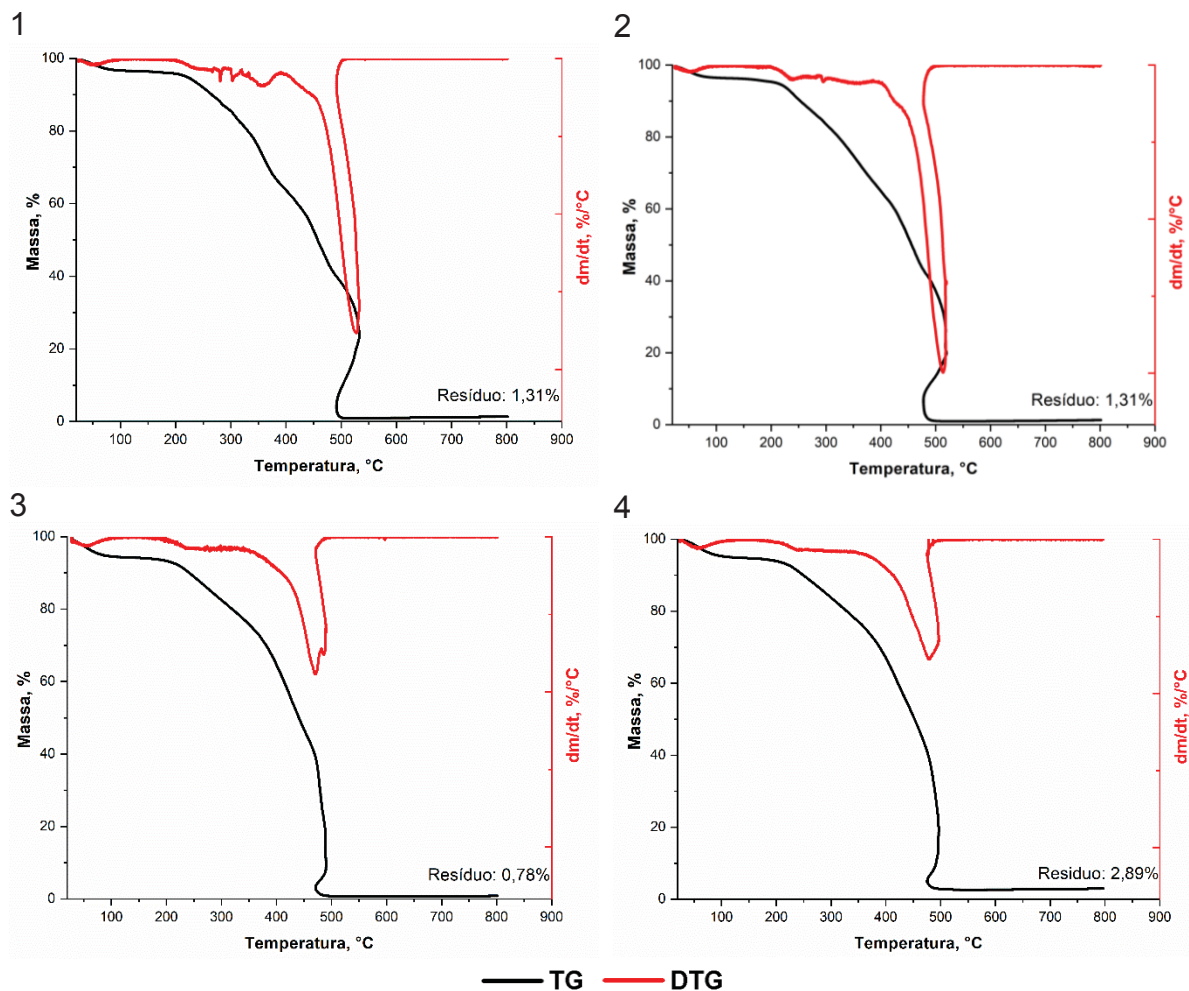 1
100
80
60
40
20
0
Massa, %
dm/dt, %/°C
Resíduo: 1,31%
100 200 300 400 500 600 700 800 900
Temperatura, °C
2
100
80
60
40
20
0
Massa, %
dm/dt, %/°C
Resíduo: 1,31%
100 200 300 400 500 600 700 800 900
Temperatura, °C
3
100
80
60
40
20
0
Massa, %
dm/dt, %/°C
Resíduo: 0,78%
100 200 300 400 500 600 700 800 900
Temperatura, °C
4
100
80
60
40
20
0
Massa, %
dm/dt, %/°C
Residuo: 2,89%
100 200 300 400 500 600 700 800 900
Temperatura, °C
TG DTG